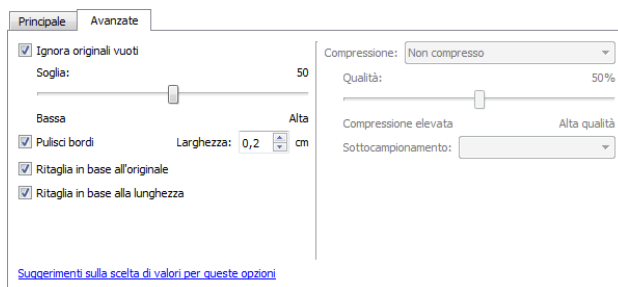 Principale Avanzate
Ignora originali vuoti
Soglia: 50
Bassa Alta
Pulisci bordi Larghezza: 0,2 cm
Ritaglia in base all'originale
Ritaglia in base alla lunghezza
Suggerimenti sulla scelta di valori per queste opzioni
Compressione: Non compresso
Qualità: 50%
Compressione elevata Alta qualità
Sottocampionamento: